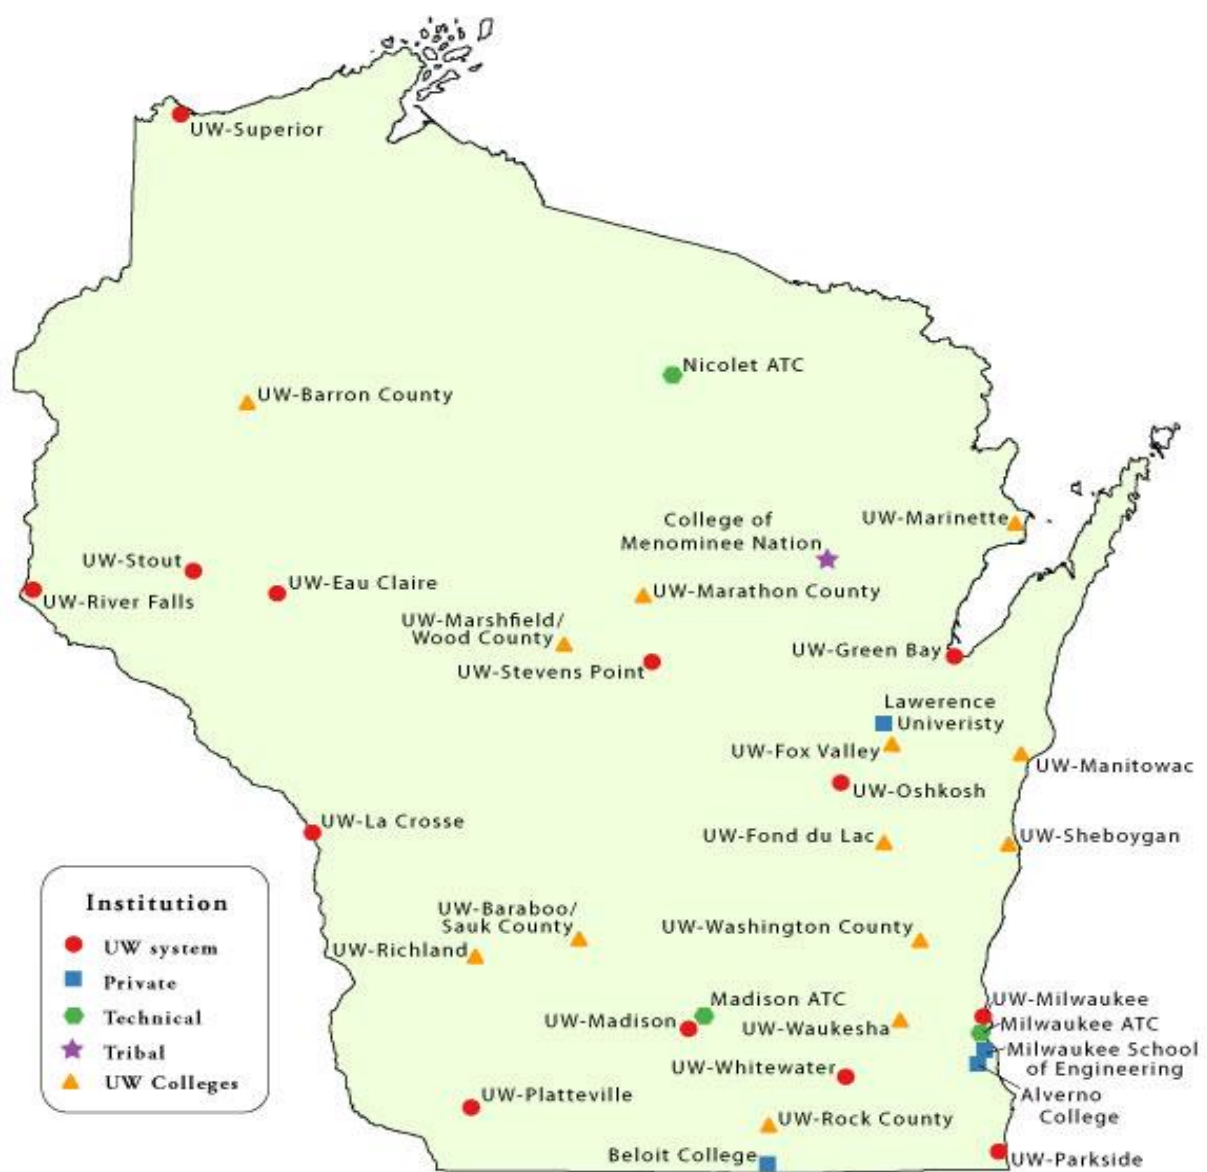 UW-Superior
Nicolet ATC
UW-Barron County
College of
Menominee Nation
UW-Marinette
UW-Stout
UW-Eau Claire
UW-River Falls
UW-Marathon County
UW-Marshfield/
Wood County
UW-Stevens Point
UW-Green Bay
Lawerence
Univeristy
UW-Fox Valley
UW-Manitowac
UW-Oshkosh
UW-La Crosse
UW-Fond du Lac
UW-Sheboygan
Institution
UW system
Private
Technical
Tribal
UW Colleges
UW-Baraboo/
Sauk County
UW-Richland
UW-Washington County
Madison ATC
UW-Madison
UW-Waukesha
UW-Milwaukee
Milwaukee ATC
Milwaukee School
of Engineering
Alverno
College
UW-Whitewater
UW-Platteville
UW-Rock County
Beloit College
UW-Parkside